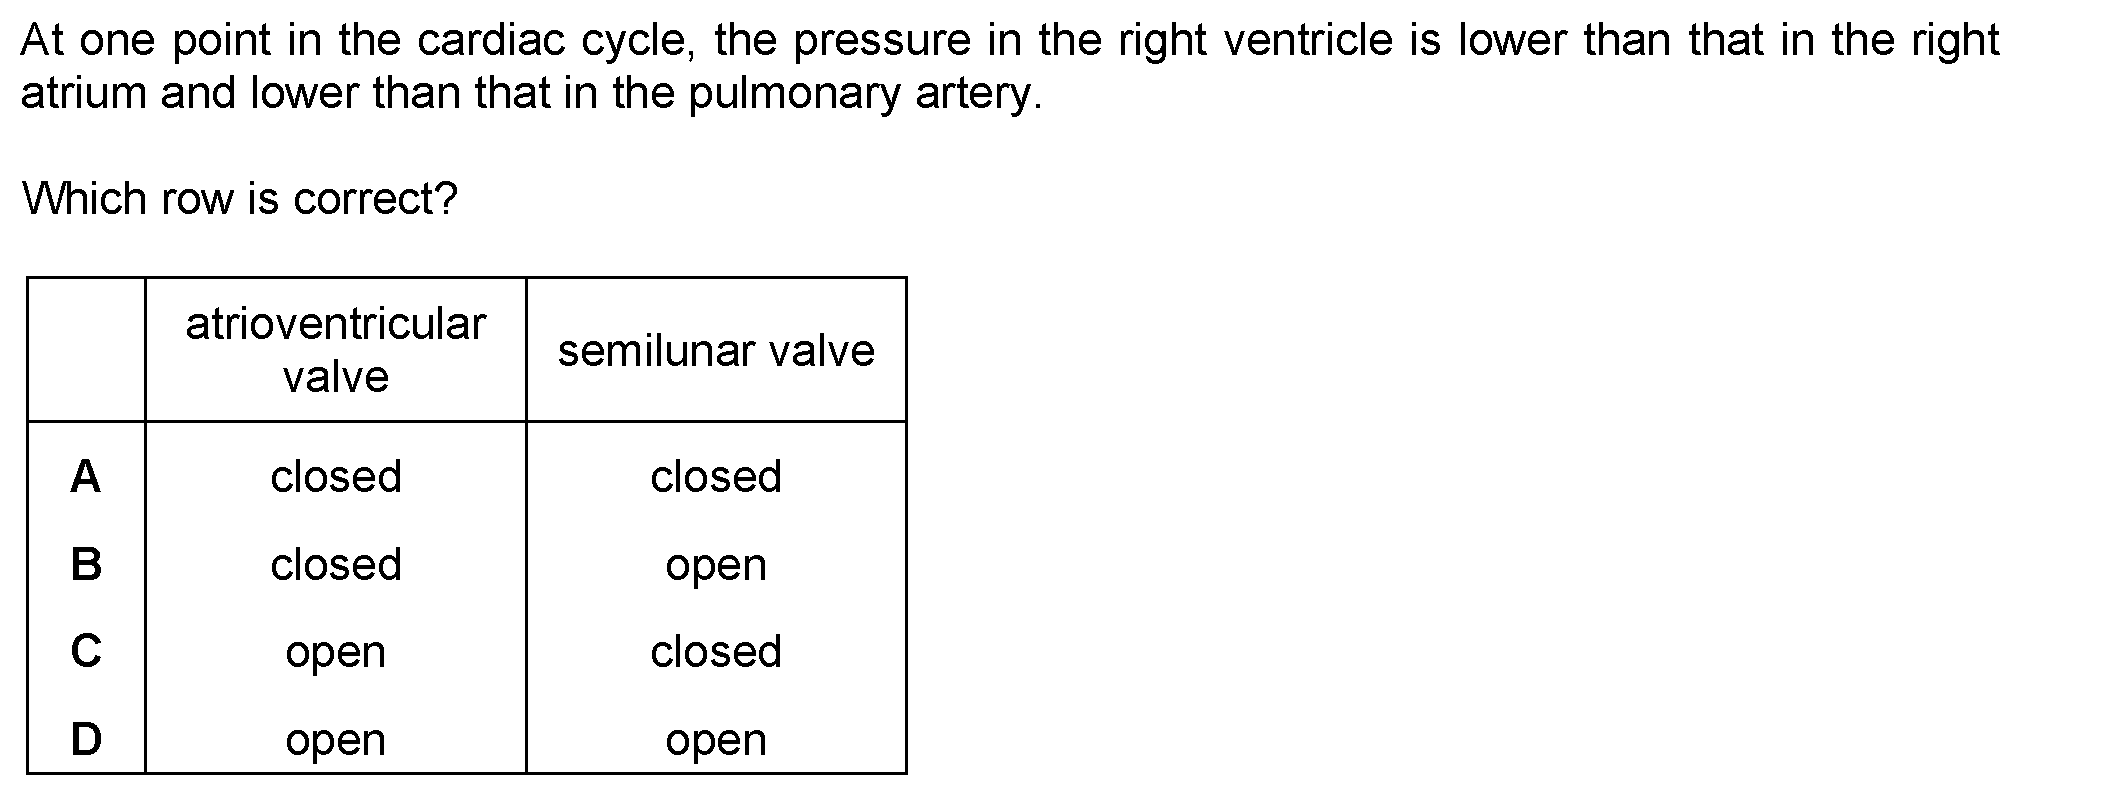 At one point in the cardiac cycle, the pressure in the right ventricle is lower than that in the right
atrium and lower than that in the pulmonary artery.
Which row is correct?
atrioventricular
valve
semilunar valve
A closed closed
B closed open
C open closed
D open open